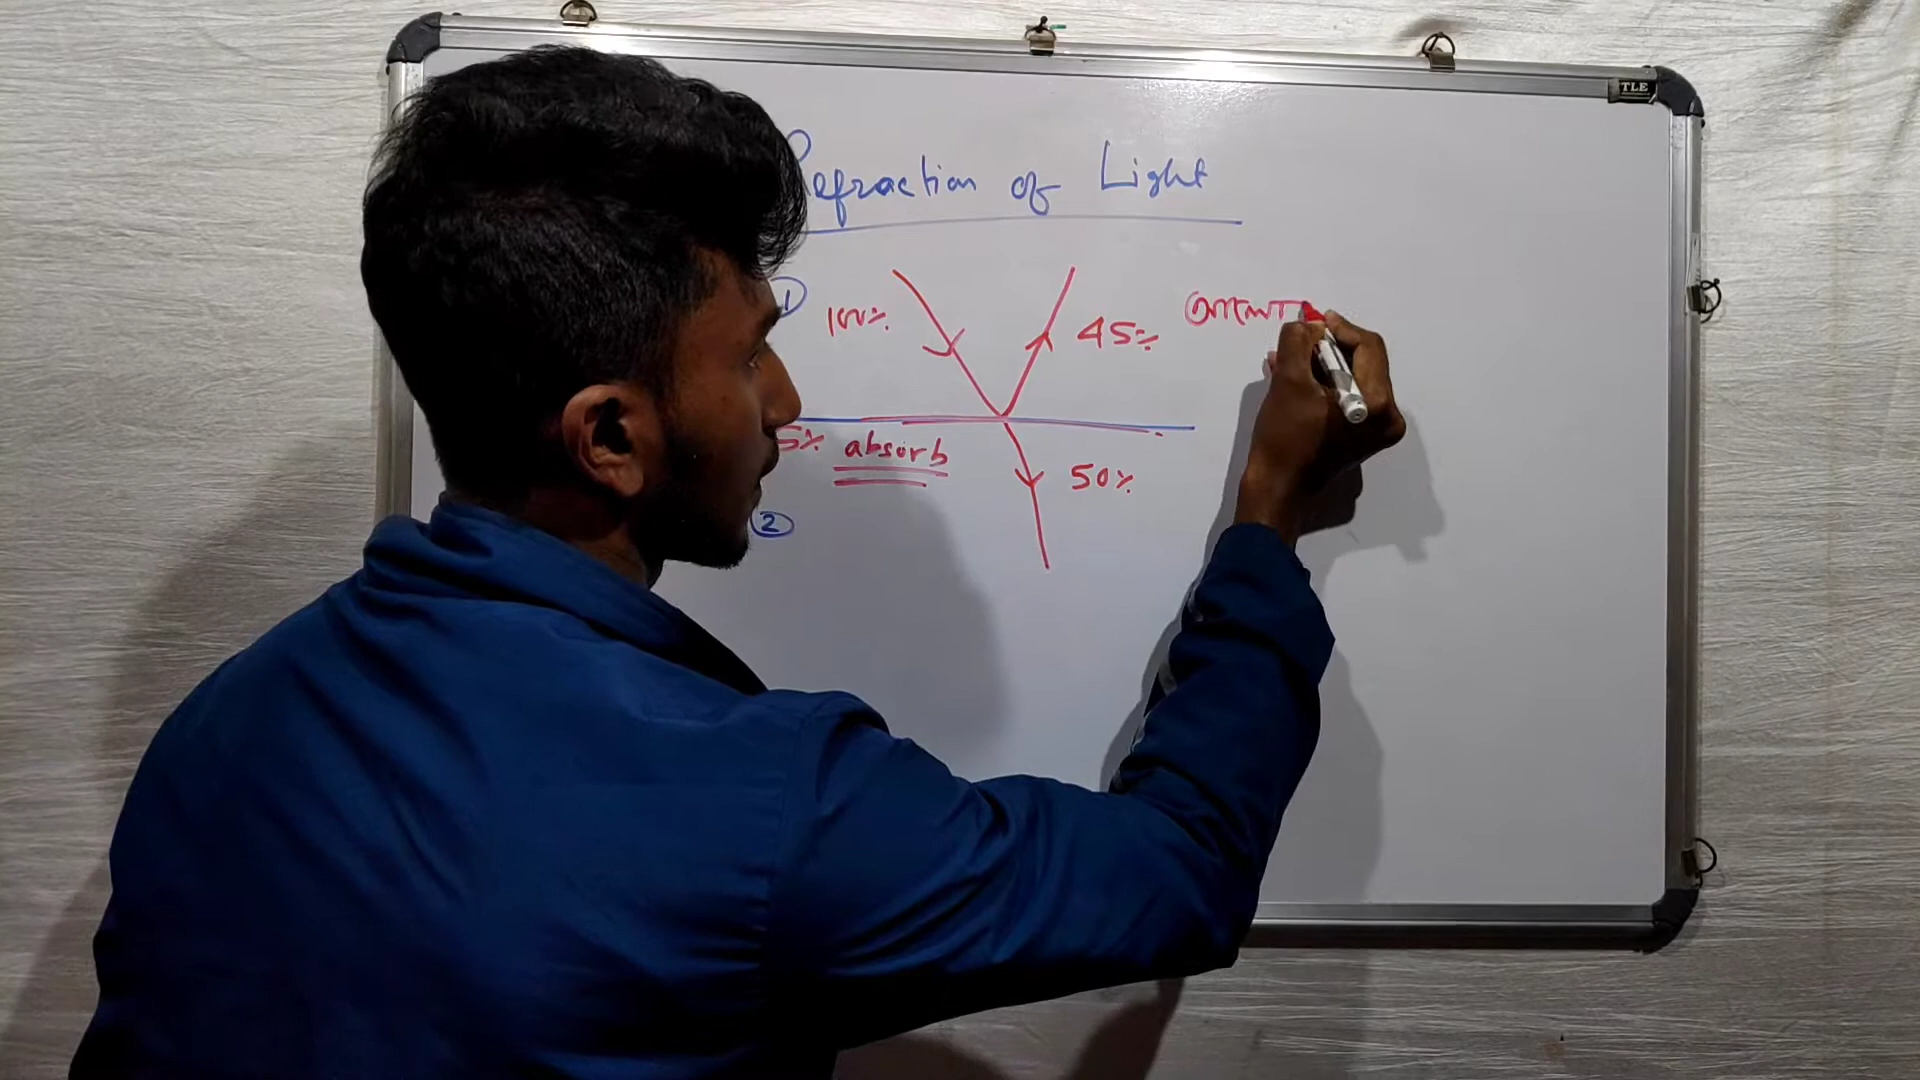 TLE
Refraction of Light
①
100%
45%
5% absorb
50%
②